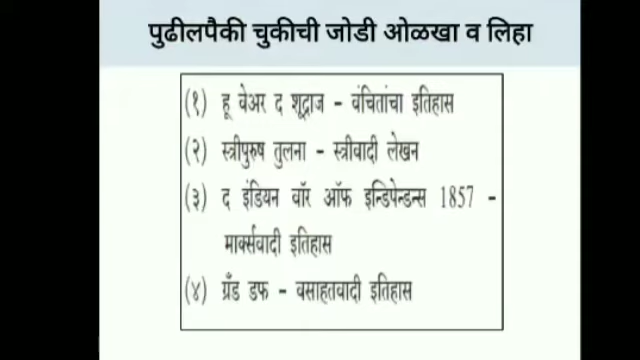 पुढीलपैकी चुकीची जोडी ओळखा व लिहा
(१) हू वेअर द शूद्राज - वंचितांचा इतिहास
(२) स्त्रीपुरुष तुलना - स्त्रीवादी लेखन
(३) द इंडियन वॉर ऑफ इन्डिपेन्डन्स 1857 -
मार्क्सवादी इतिहास
(४) ग्रँड डफ - वसाहतवादी इतिहास